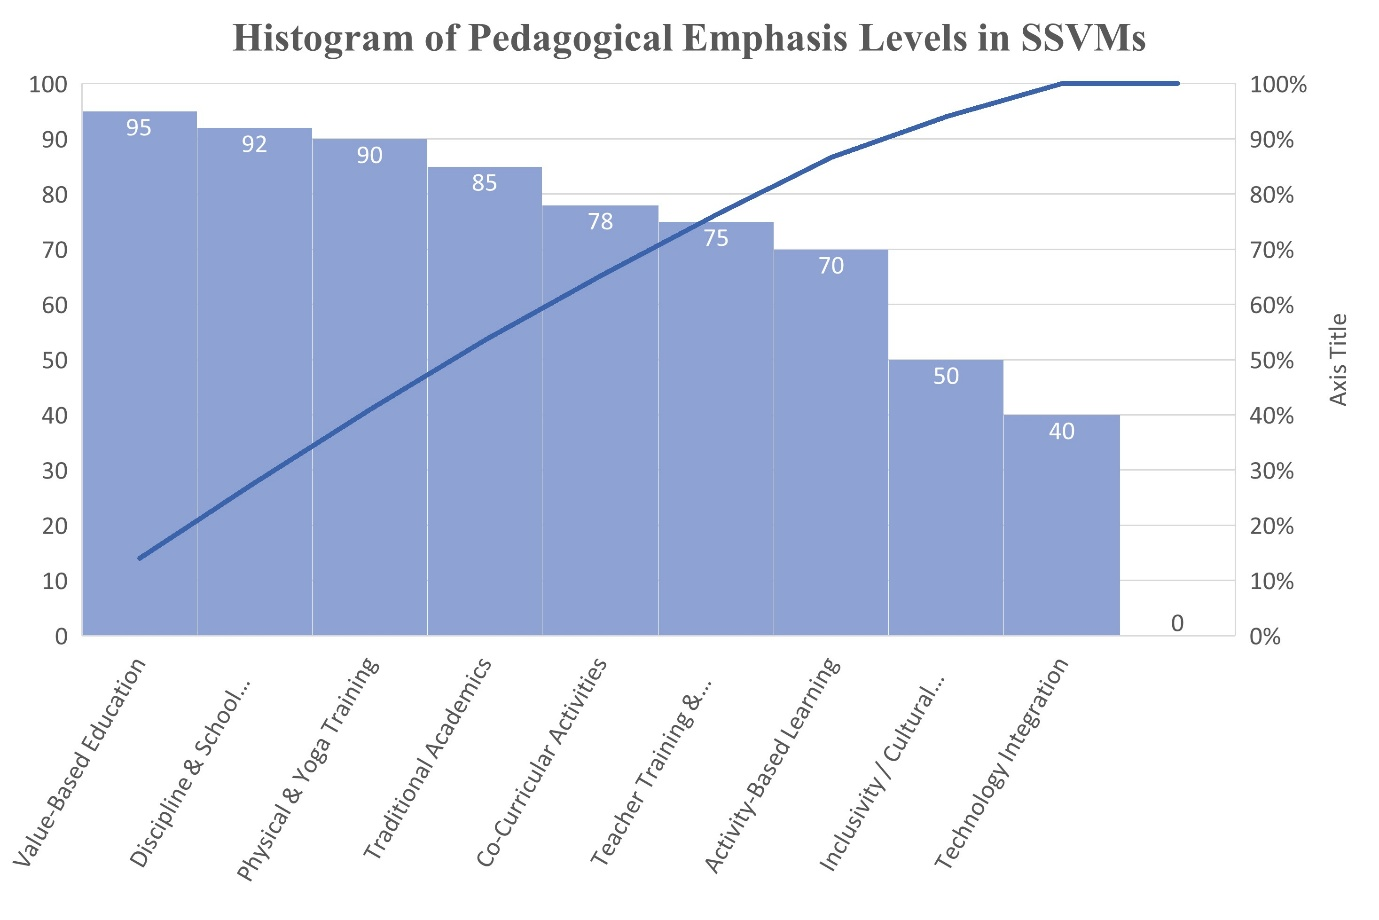 Histogram of Pedagogical Emphasis Levels in SSVMs
100
90
80
70
60
50
40
30
20
10
0
95
92
90
85
78
75
70
50
40
0
100%
90%
80%
70%
60%
50%
40%
30%
20%
10%
0%
Axis Title
Value-Based Education
Discipline & School...
Physical & Yoga Training
Traditional Academics
Co-Curricular Activities
Teacher Training &...
Activity-Based Learning
Inclusivity / Cultural...
Technology Integration